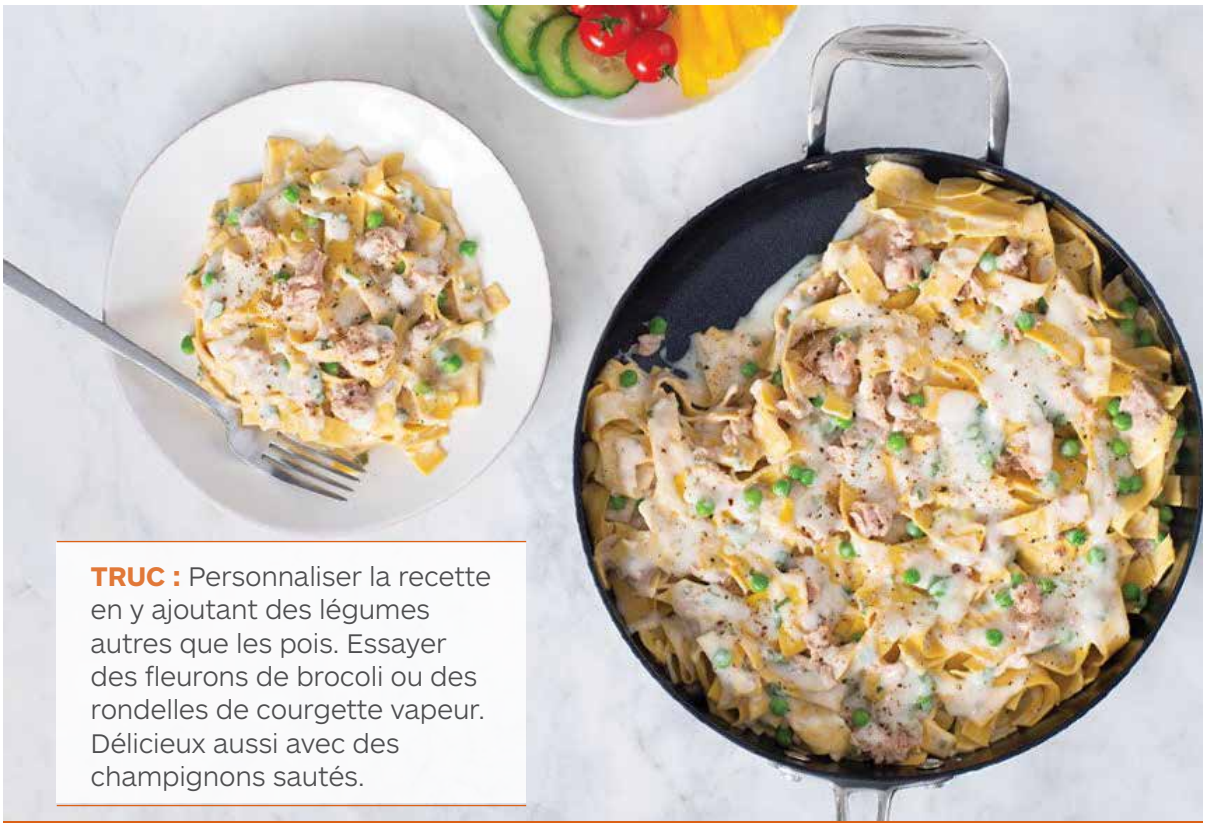 TRUC : Personnaliser la recette
en y ajoutant des légumes
autres que les pois. Essayer
des fleurons de brocoli ou des
rondelles de courgette vapeur.
Délicieux aussi avec des
champignons sautés.